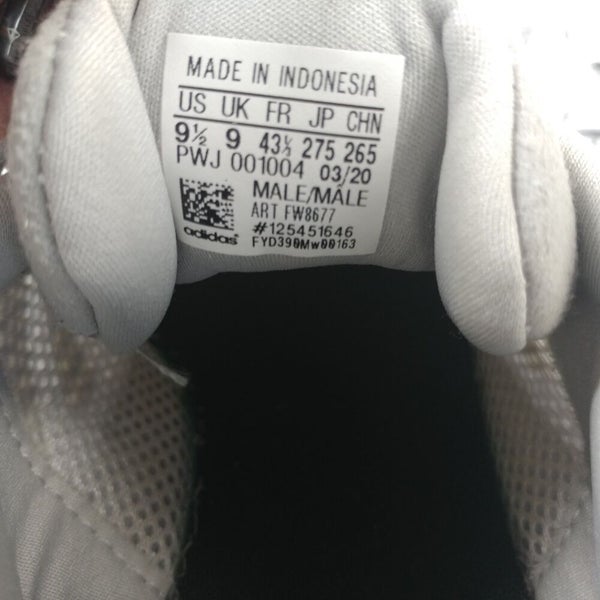 MADE IN INDONESIA
US UK FR JP CHN
9½ 9 43⅓ 275 265
PWJ 001004 03/20
MALE/MÂLE
ART FW8677
#125451646
adidas FYD390Mw00163